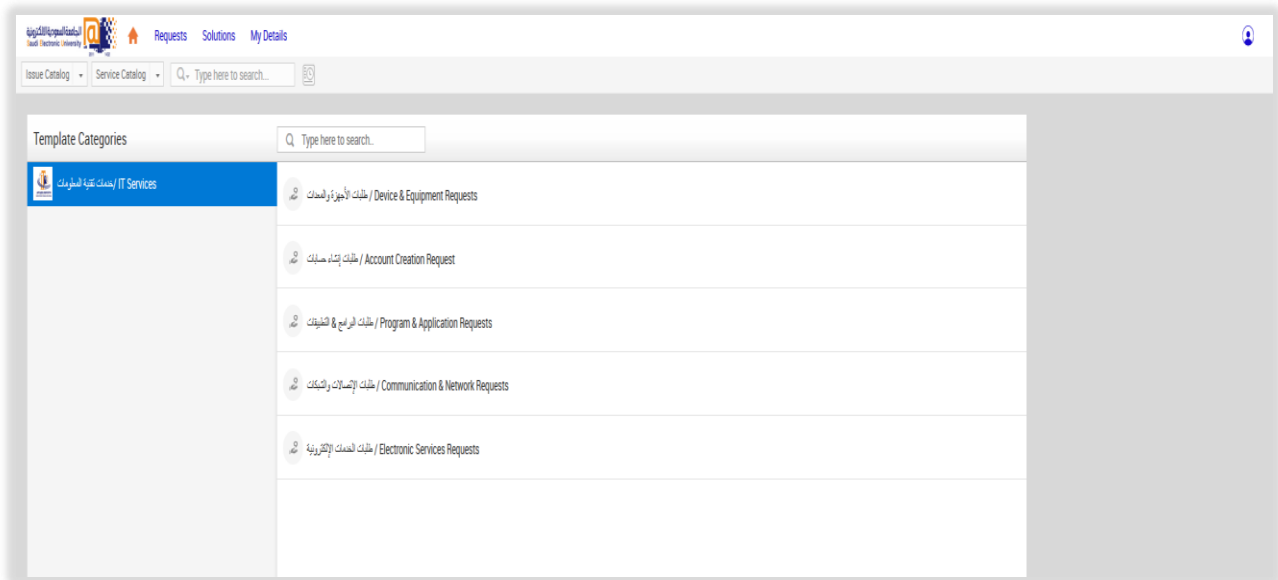 الجامعة السعودية الإلكترونية
Saudi Electronic University
Requests Solutions My Details
Issue Catalog Service Catalog Type here to search...
Template Categories
Type here to search..
خدمات تقنية المعلومات/ IT Services
طلبات الأجهزة والمعدات / Device & Equipment Requests
طلبات إنشاء حسابات / Account Creation Request
طلبات البرامج & التطبيقات / Program & Application Requests
طلبات الإتصالات والشبكات / Communication & Network Requests
طلبات الخدمات الإلكترونية / Electronic Services Requests